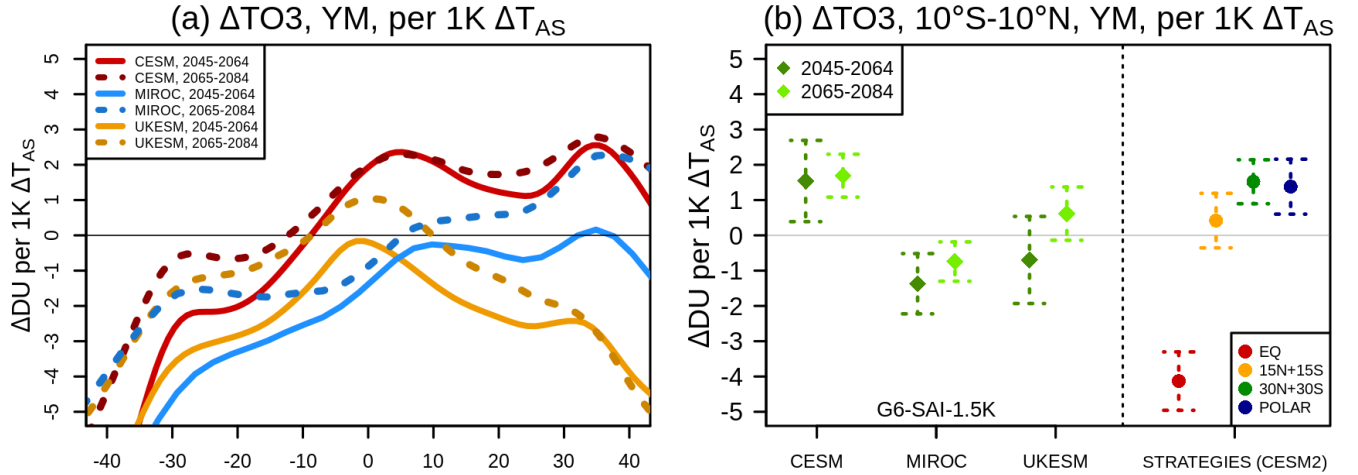 (a) ΔTO3, YM, per 1K ΔT_AS
ΔDU per 1K ΔT_AS
5
4
3
2
1
0
-1
-2
-3
-4
-5
CESM, 2045-2064
CESM, 2065-2084
MIROC, 2045-2064
MIROC, 2065-2084
UKESM, 2045-2064
UKESM, 2065-2084
-40 -30 -20 -10 0 10 20 30 40
(b) ΔTO3, 10°S-10°N, YM, per 1K ΔT_AS
ΔDU per 1K ΔT_AS
5
4
3
2
1
0
-1
-2
-3
-4
-5
2045-2064
2065-2084
G6-SAI-1.5K
EQ
15N+15S
30N+30S
POLAR
CESM MIROC UKESM STRATEGIES (CESM2)